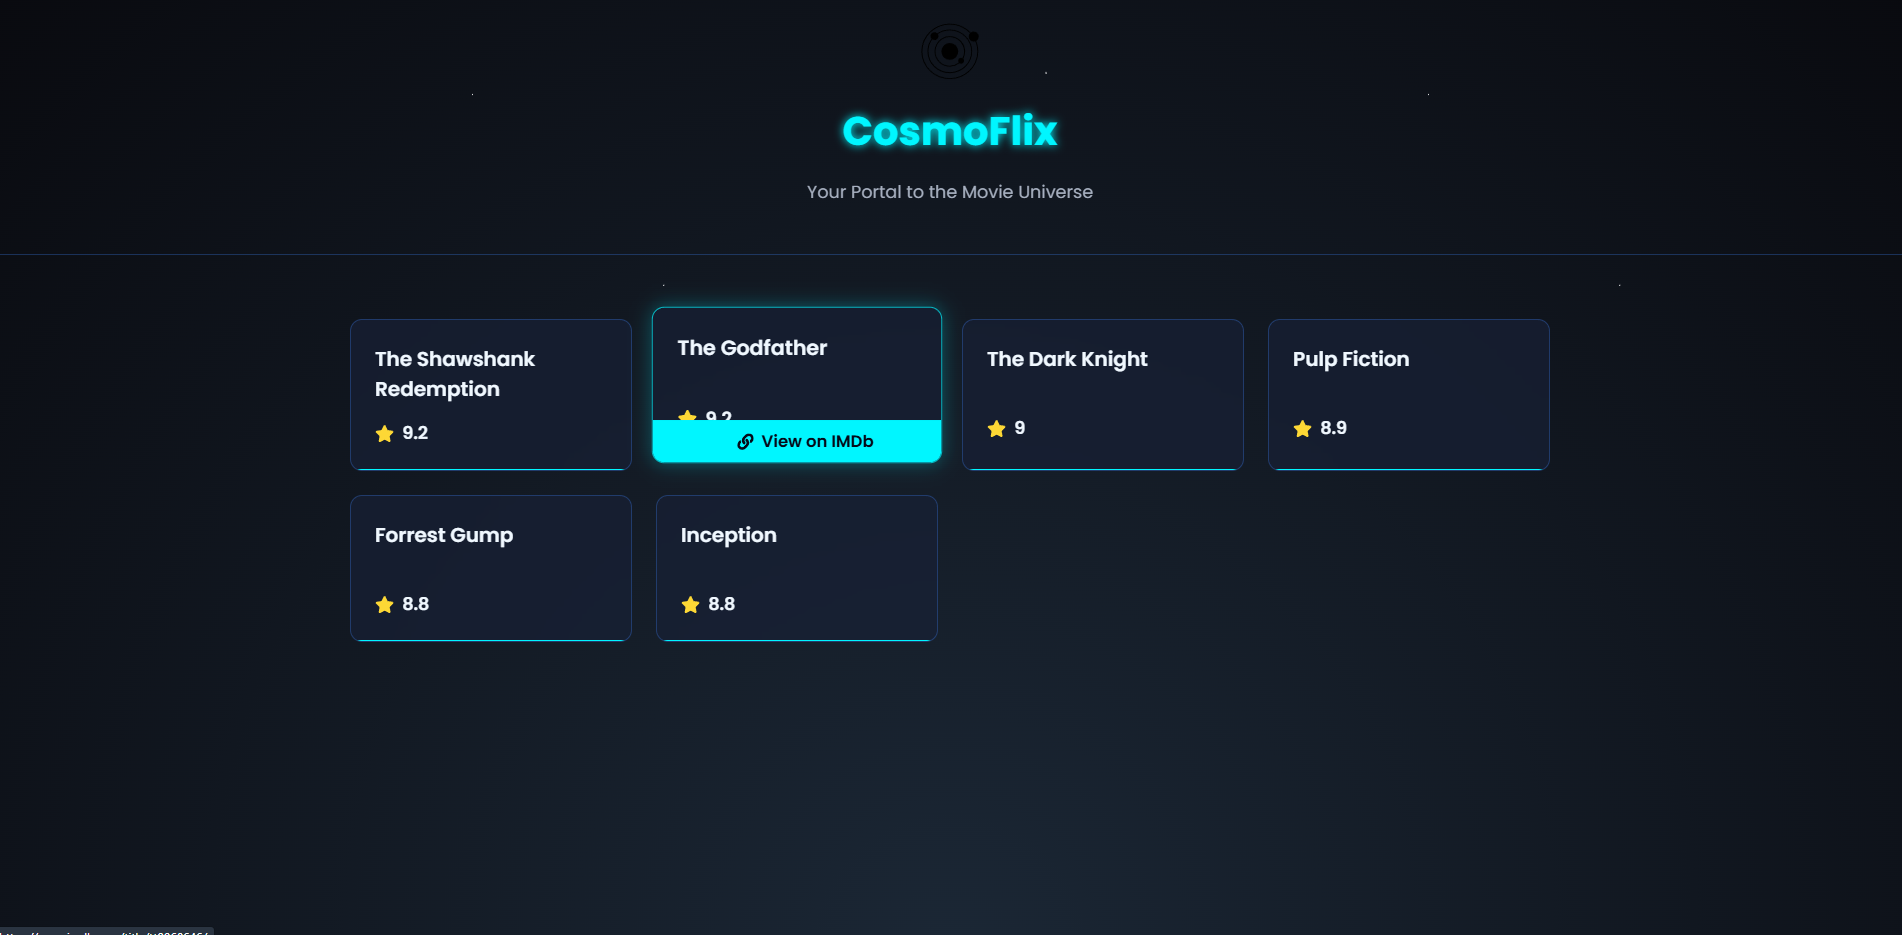 CosmoFlix
Your Portal to the Movie Universe
The Shawshank
Redemption
9.2
The Godfather
9.2
View on IMDb
The Dark Knight
9
Pulp Fiction
8.9
Forrest Gump
8.8
Inception
8.8